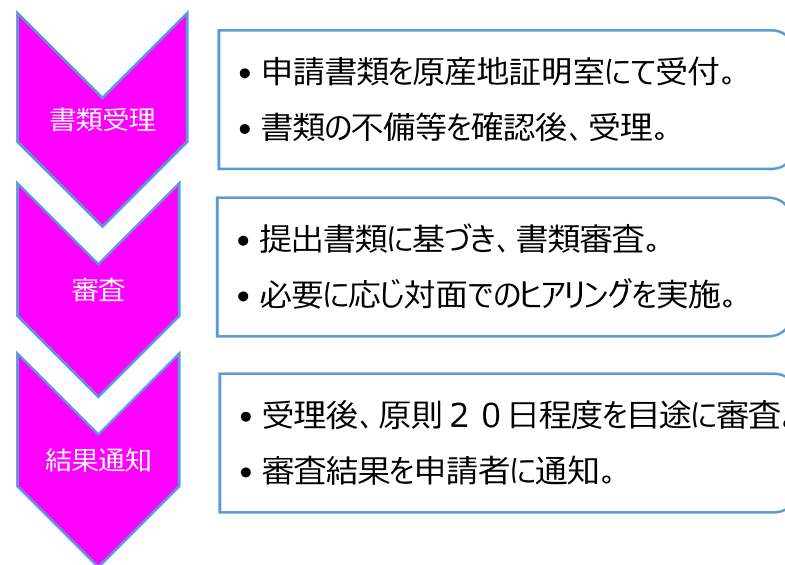 書類受理
• 申請書類を原産地証明室にて受付。
• 書類の不備等を確認後、受理。
審査
• 提出書類に基づき、書類審査。
• 必要に応じ対面でのヒアリングを実施。
結果通知
• 受理後、原則２０日程度を目途に審査。
• 審査結果を申請者に通知。